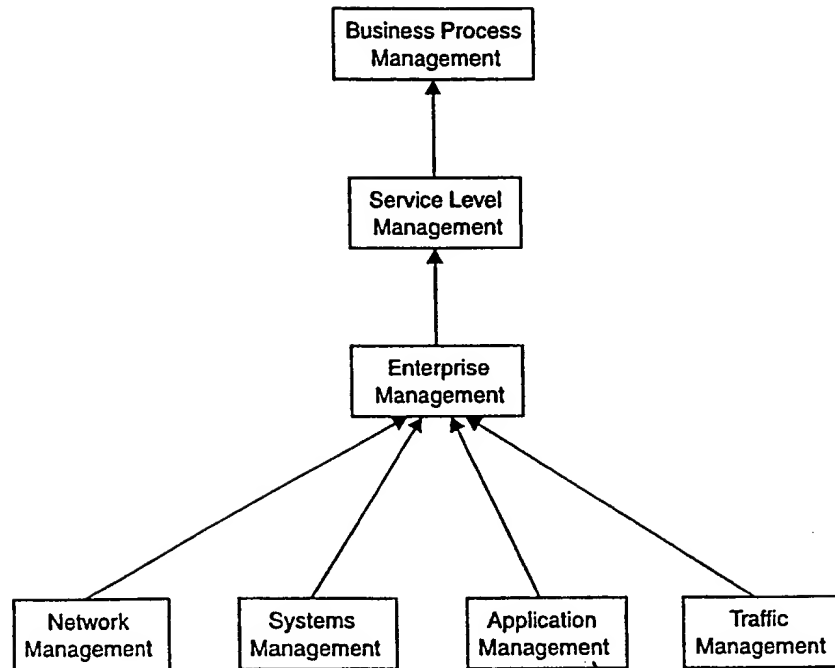 Business Process
Management
Service Level
Management
Enterprise
Management
Network
Management
Systems
Management
Application
Management
Traffic
Management